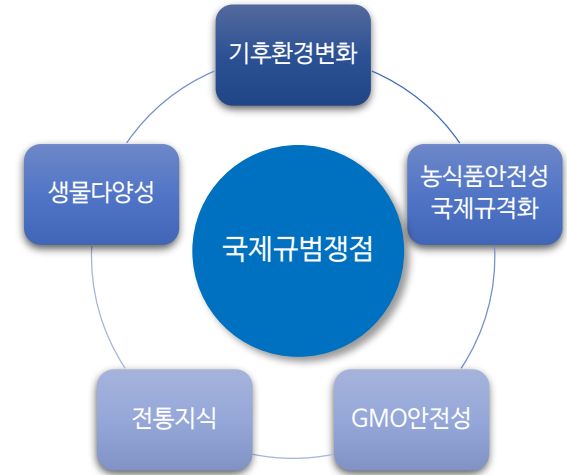 기후환경변화
생물다양성
농식품안전성
국제규격화
국제규범쟁점
전통지식
GMO안전성